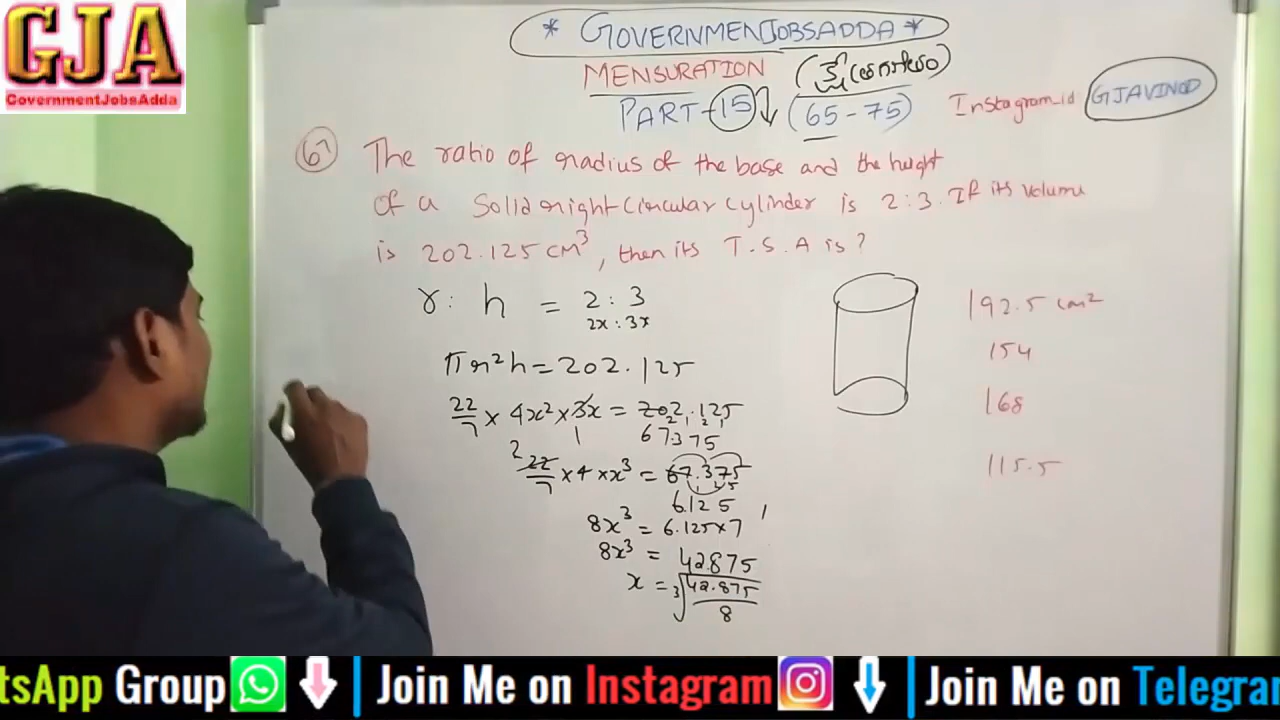 GJA
GovernmentJobsAdda
* GOVERNMENJOBSADDA *
MENSURATION
PART-15 (65-75) Instagram_id GJAVINOD
67 The ratio of radius of the base and the height
of a Solid right Circular Cylinder is 2:3. If its volume
is 202.125 cm³, then its T.S.A is?
r : h = 2 : 3
2x : 3x
πr²h = 202.125
22/7 × 4x² × 3x = 202.125
1 67375
2 22/7 × 4 × x³ = 67.375
6.125
8x³ = 6.125×7
8x³ = 42.875
x = ³√42.875/8
192.5 cm²
154
168
115.5
tsApp Group Join Me on Instagram Join Me on Telegra